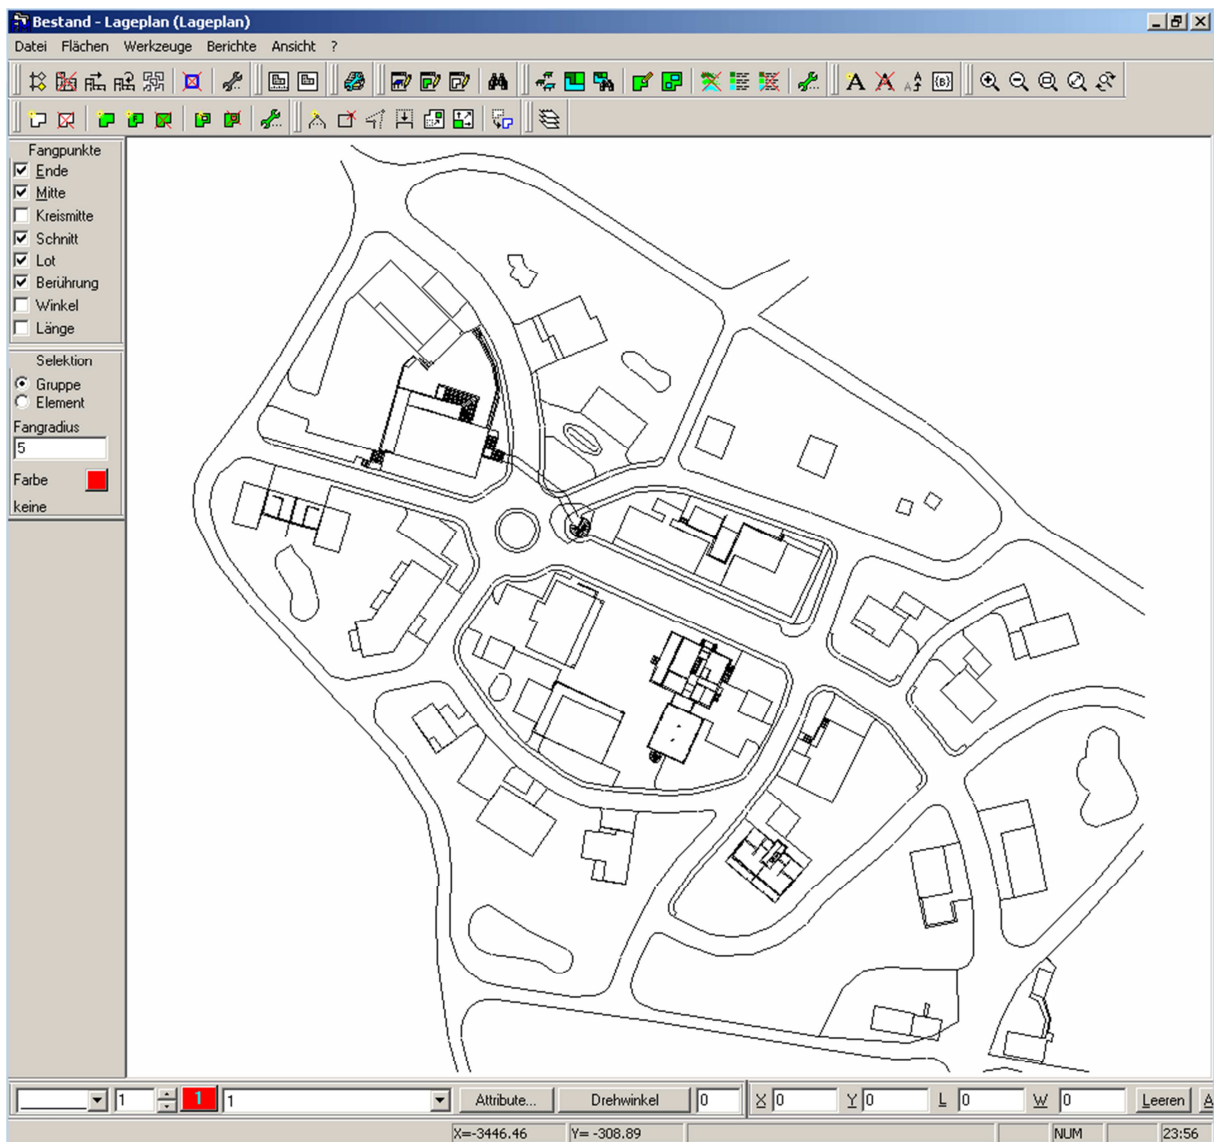 Bestand - Lageplan (Lageplan)
Datei Flächen Werkzeuge Berichte Ansicht ?
A A A {B}
Fangpunkte
Ende
Mitte
Kreismitte
Schnitt
Lot
Berührung
Winkel
Länge
Selektion
Gruppe
Element
Fangradius
5
Farbe
keine
1 1 1 Attribute... Drehwinkel 0 X 0 Y 0 L 0 W 0 Leeren A
X=-3446.46 Y= -308.89 NUM 23:56